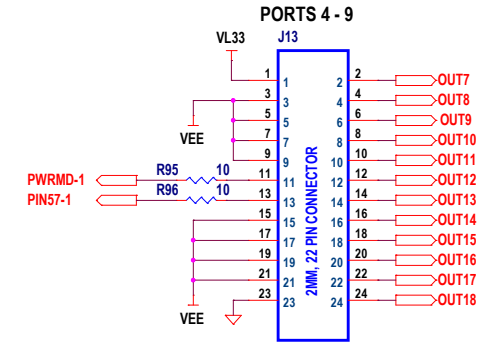 PORTS 4 - 9
VL33
J13
1 1 2 2 OUT7
3 3 4 4 OUT8
5 5 6 6 OUT9
VEE
7 7 8 8 OUT10
9 9 10 10 OUT11
PWRMD-1 R95 10 11 11 12 12 OUT12
PIN57-1 R96 10 13 13 14 14 OUT13
15 15 16 16 OUT14
17 17 18 18 OUT15
19 19 20 20 OUT16
21 21 22 22 OUT17
23 23 24 24 OUT18
VEE
2MM, 22 PIN CONNECTOR